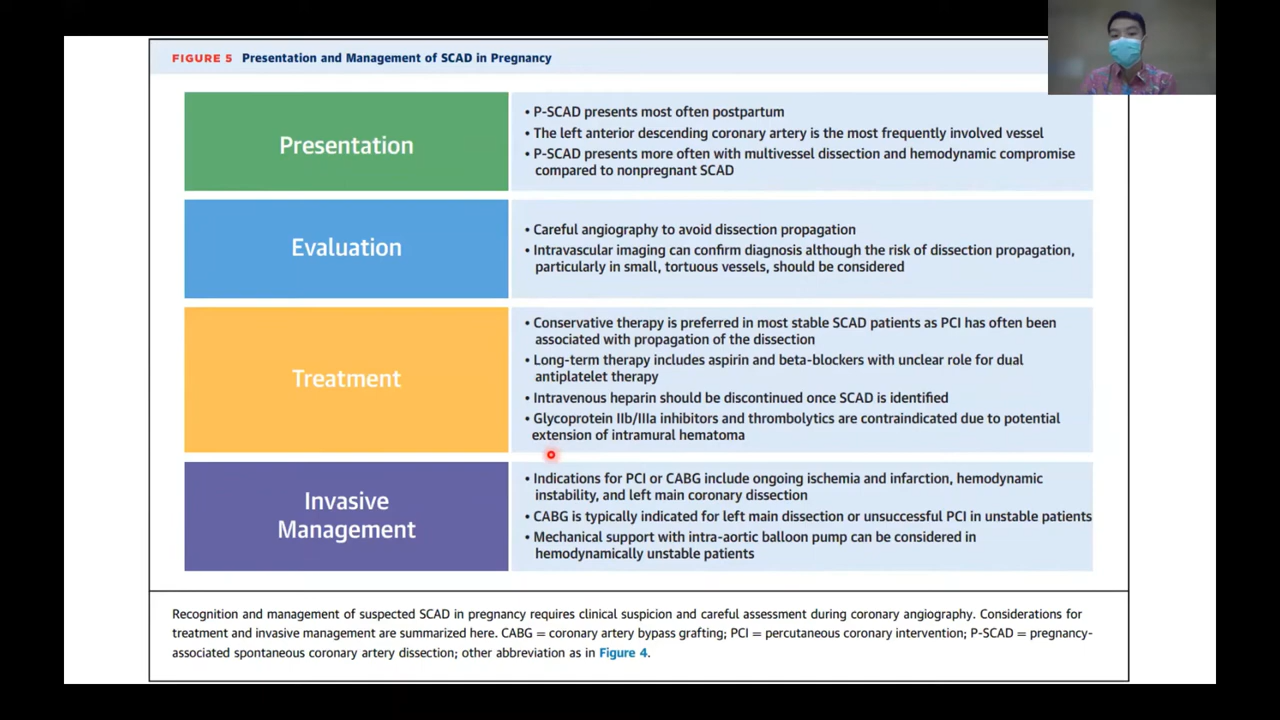 FIGURE 5 Presentation and Management of SCAD in Pregnancy
Presentation
• P-SCAD presents most often postpartum
• The left anterior descending coronary artery is the most frequently involved vessel
• P-SCAD presents more often with multivessel dissection and hemodynamic compromise
compared to nonpregnant SCAD
Evaluation
• Careful angiography to avoid dissection propagation
• Intravascular imaging can confirm diagnosis although the risk of dissection propagation,
particularly in small, tortuous vessels, should be considered
Treatment
• Conservative therapy is preferred in most stable SCAD patients as PCI has often been
associated with propagation of the dissection
• Long-term therapy includes aspirin and beta-blockers with unclear role for dual
antiplatelet therapy
• Intravenous heparin should be discontinued once SCAD is identified
• Glycoprotein IIb/IIIa inhibitors and thrombolytics are contraindicated due to potential
extension of intramural hematoma
Invasive
Management
• Indications for PCI or CABG include ongoing ischemia and infarction, hemodynamic
instability, and left main coronary dissection
• CABG is typically indicated for left main dissection or unsuccessful PCI in unstable patients
• Mechanical support with intra-aortic balloon pump can be considered in
hemodynamically unstable patients
Recognition and management of suspected SCAD in pregnancy requires clinical suspicion and careful assessment during coronary angiography. Considerations for
treatment and invasive management are summarized here. CABG = coronary artery bypass grafting; PCI = percutaneous coronary intervention; P-SCAD = pregnancy-
associated spontaneous coronary artery dissection; other abbreviation as in Figure 4.